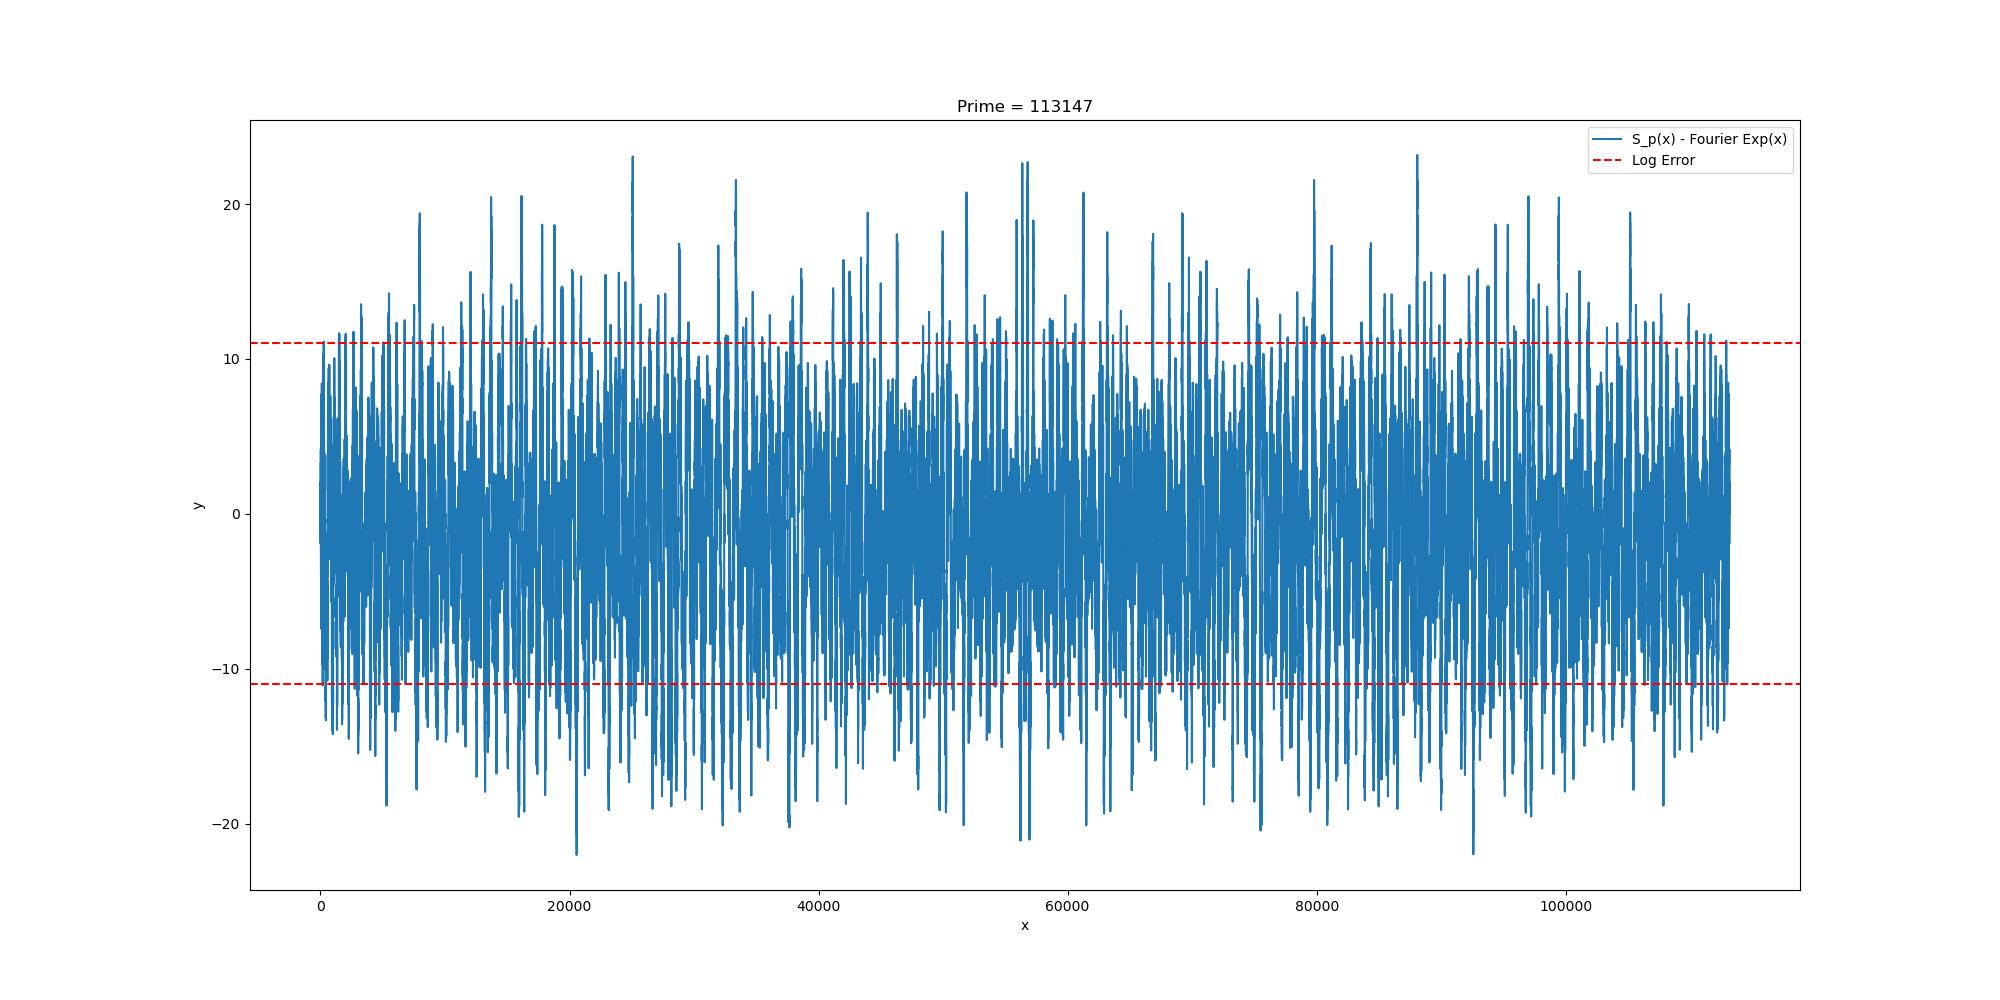 Prime = 113147
S_p(x) - Fourier Exp(x)
Log Error
20
10
0
−10
−20
y
0 20000 40000 60000 80000 100000
x